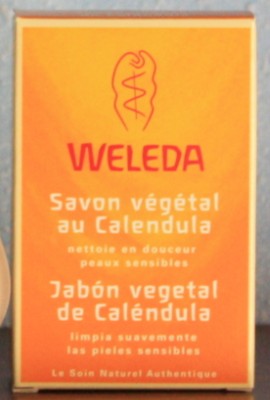 WELEDA
Savon végétal
au Calendula
nettoie en douceur
peaux sensibles
Jabón vegetal
de Caléndula
limpia suavemente
las pieles sensibles
Le Soin Naturel Authentique